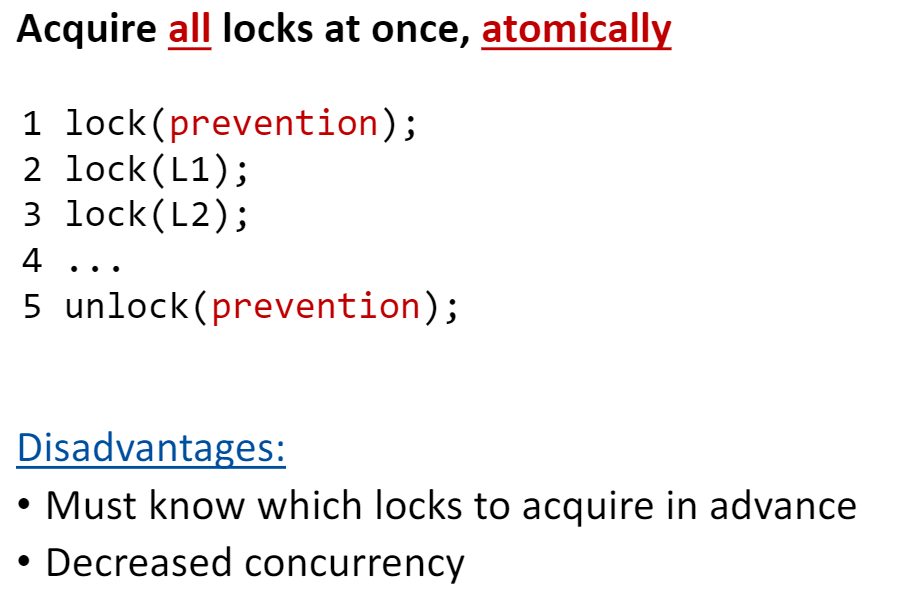 Acquire all locks at once, atomically
1 lock(prevention);
2 lock(L1);
3 lock(L2);
4 ...
5 unlock(prevention);
Disadvantages:
• Must know which locks to acquire in advance
• Decreased concurrency